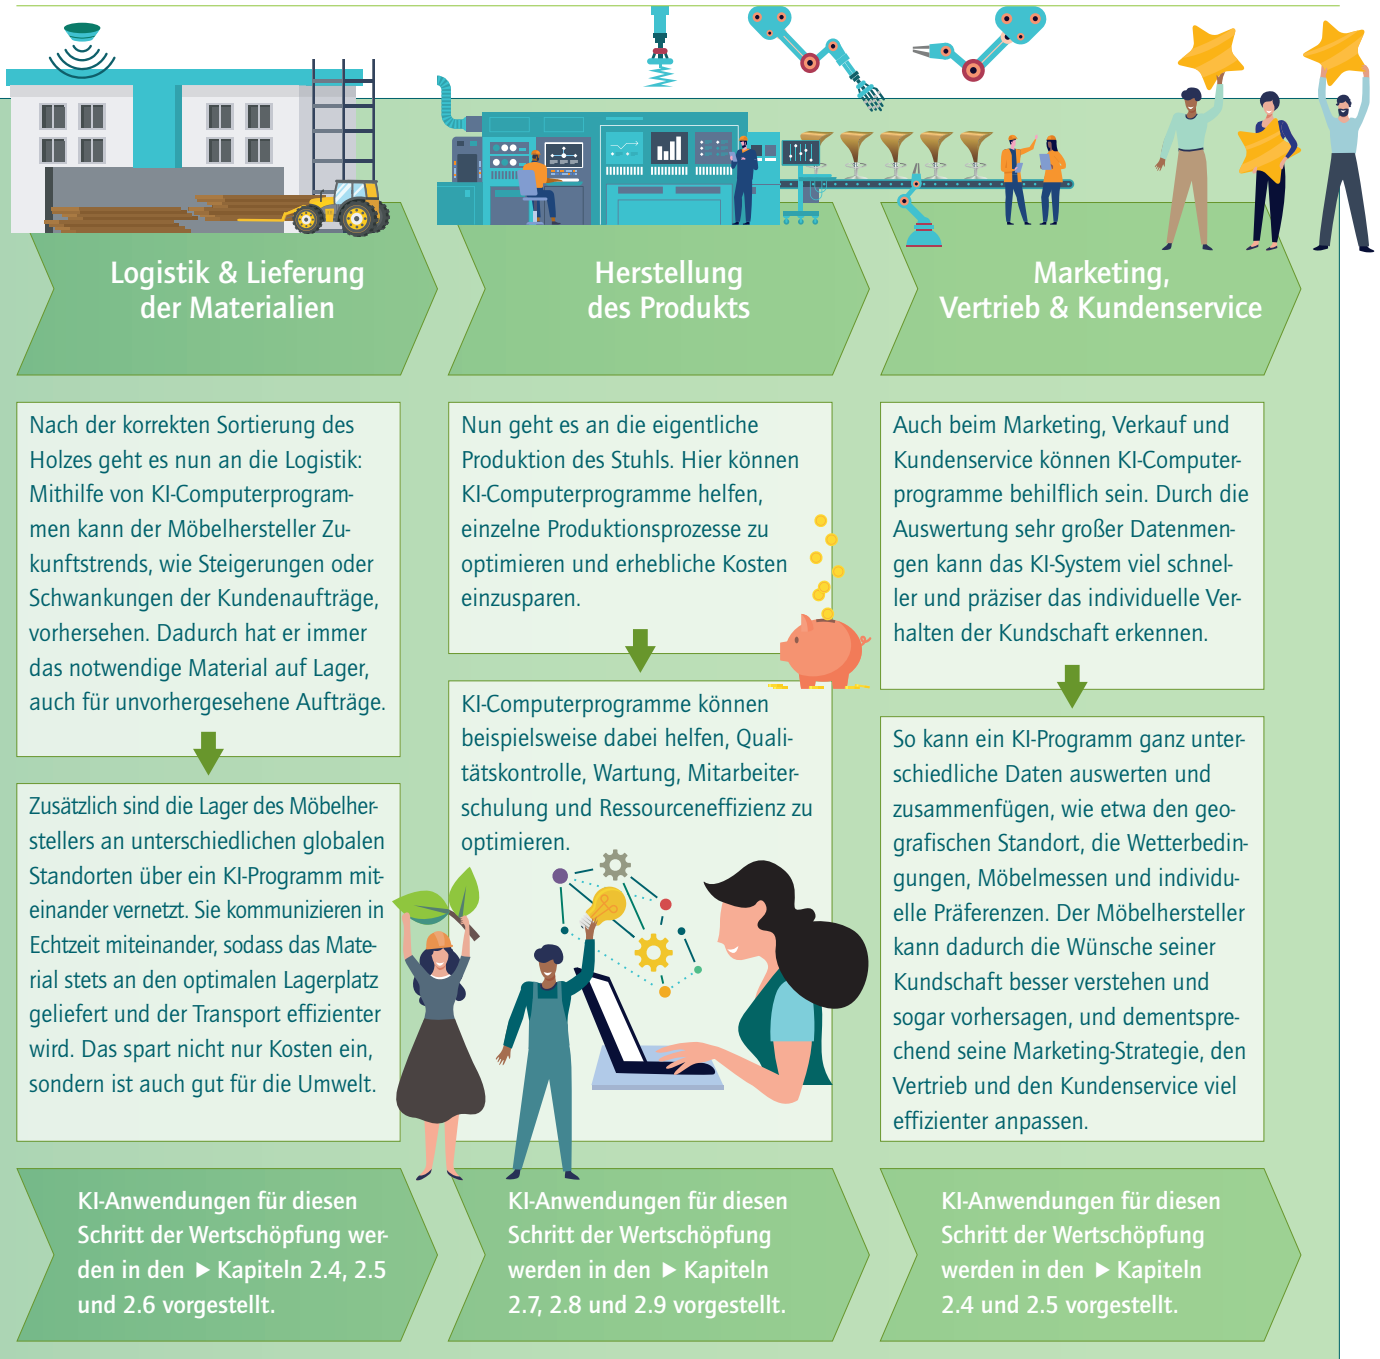 Logistik & Lieferung
der Materialien
Nach der korrekten Sortierung des
Holzes geht es nun an die Logistik:
Mithilfe von KI-Computerprogram-
men kann der Möbelhersteller Zu-
kunftstrends, wie Steigerungen oder
Schwankungen der Kundenaufträge,
vorhersehen. Dadurch hat er immer
das notwendige Material auf Lager,
auch für unvorhergesehene Aufträge.
Zusätzlich sind die Lager des Möbelher-
stellers an unterschiedlichen globalen
Standorten über ein KI-Programm mit-
einander vernetzt. Sie kommunizieren in
Echtzeit miteinander, sodass das Mate-
rial stets an den optimalen Lagerplatz
geliefert und der Transport effizienter
wird. Das spart nicht nur Kosten ein,
sondern ist auch gut für die Umwelt.
KI-Anwendungen für diesen
Schritt der Wertschöpfung wer-
den in den ▶ Kapiteln 2.4, 2.5
und 2.6 vorgestellt.
Herstellung
des Produkts
Nun geht es an die eigentliche
Produktion des Stuhls. Hier können
KI-Computerprogramme helfen,
einzelne Produktionsprozesse zu
optimieren und erhebliche Kosten
einzusparen.
KI-Computerprogramme können
beispielsweise dabei helfen, Quali-
tätskontrolle, Wartung, Mitarbeiter-
schulung und Ressourceneffizienz zu
optimieren.
KI-Anwendungen für diesen
Schritt der Wertschöpfung
werden in den ▶ Kapiteln
2.7, 2.8 und 2.9 vorgestellt.
Marketing,
Vertrieb & Kundenservice
Auch beim Marketing, Verkauf und
Kundenservice können KI-Computer-
programme behilflich sein. Durch die
Auswertung sehr großer Datenmen-
gen kann das KI-System viel schnel-
ler und präziser das individuelle Ver-
halten der Kundschaft erkennen.
So kann ein KI-Programm ganz unter-
schiedliche Daten auswerten und
zusammenfügen, wie etwa den geo-
grafischen Standort, die Wetterbedin-
gungen, Möbelmessen und individu-
elle Präferenzen. Der Möbelhersteller
kann dadurch die Wünsche seiner
Kundschaft besser verstehen und
sogar vorhersagen, und dementspre-
chend seine Marketing-Strategie, den
Vertrieb und den Kundenservice viel
effizienter anpassen.
KI-Anwendungen für diesen
Schritt der Wertschöpfung
werden in den ▶ Kapiteln
2.4 und 2.5 vorgestellt.